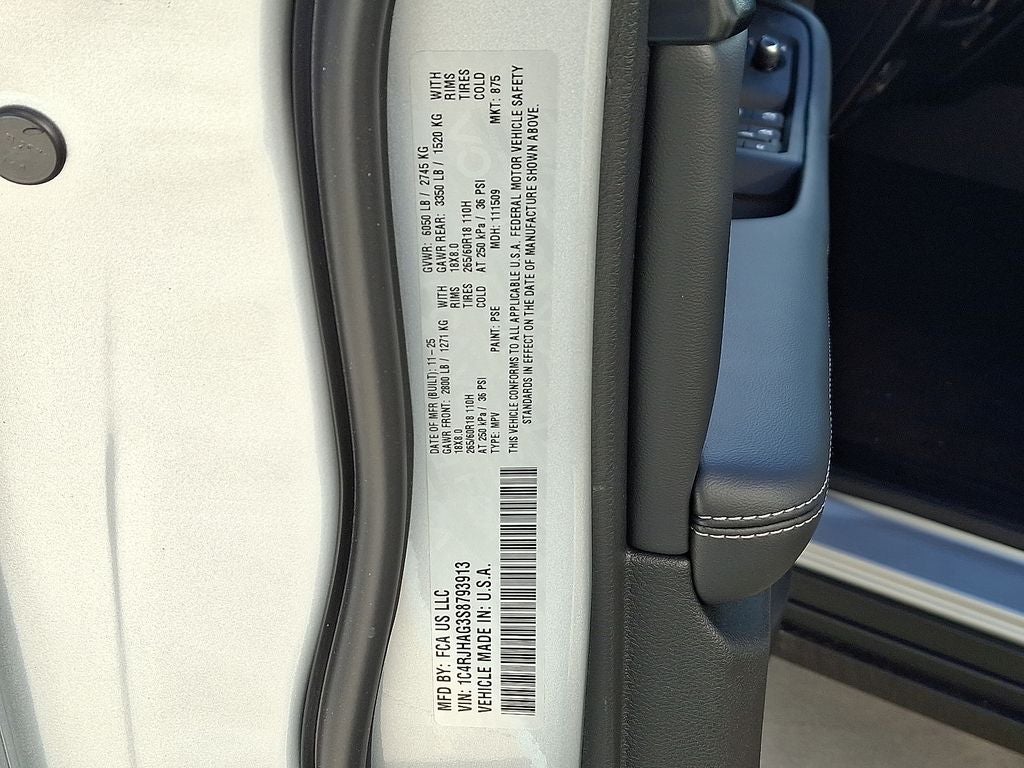 MFD BY: FCA US LLC
VIN: 1C4RJHAG3S8793913
VEHICLE MADE IN: U.S.A.
DATE OF MFR (BUILT): 11-25 GVWR: 6050 LB / 2745 KG
GAWR FRONT: 2800 LB / 1271 KG WITH GAWR REAR: 3350 LB / 1520 KG WITH
18X8.0 RIMS 18X8.0 RIMS
265/60R18 110H TIRES 265/60R18 110H TIRES
AT 250 kPa / 36 PSI COLD AT 250 kPa / 36 PSI COLD
TYPE: MPV PAINT: PSE MDH: 111509 MKT: 875
THIS VEHICLE CONFORMS TO ALL APPLICABLE U.S.A. FEDERAL MOTOR VEHICLE SAFETY
STANDARDS IN EFFECT ON THE DATE OF MANUFACTURE SHOWN ABOVE.